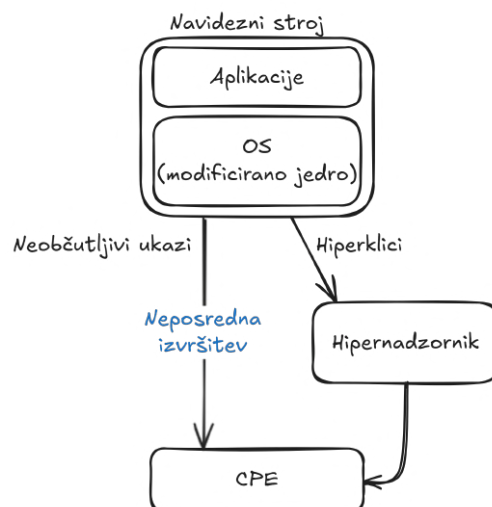 Navidezni stroj
Aplikacije
OS
(modificirano jedro)
Neobčutljivi ukazi
Hiperklici
Neposredna
izvršitev
Hipernadzornik
CPE